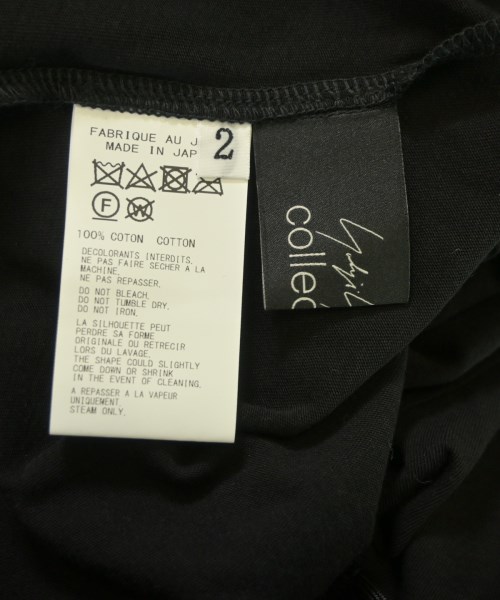 FABRIQUE AU J
MADE IN JAP
2
F
W
100% COTON COTTON
DECOLORANTS INTERDITS.
NE PAS FAIRE SECHER A LA
MACHINE.
NE PAS REPASSER.
DO NOT BLEACH.
DO NOT TUMBLE DRY.
DO NOT IRON.
LA SILHOUETTE PEUT
PERDRE SA FORME
ORIGINALE OU RETRECIR
LORS DU LAVAGE.
THE SHAPE COULD SLIGHTLY
COME DOWN OR SHRINK
IN THE EVENT OF CLEANING.
A REPASSER A LA VAPEUR
UNIQUEMENT
STEAM ONLY.
collec